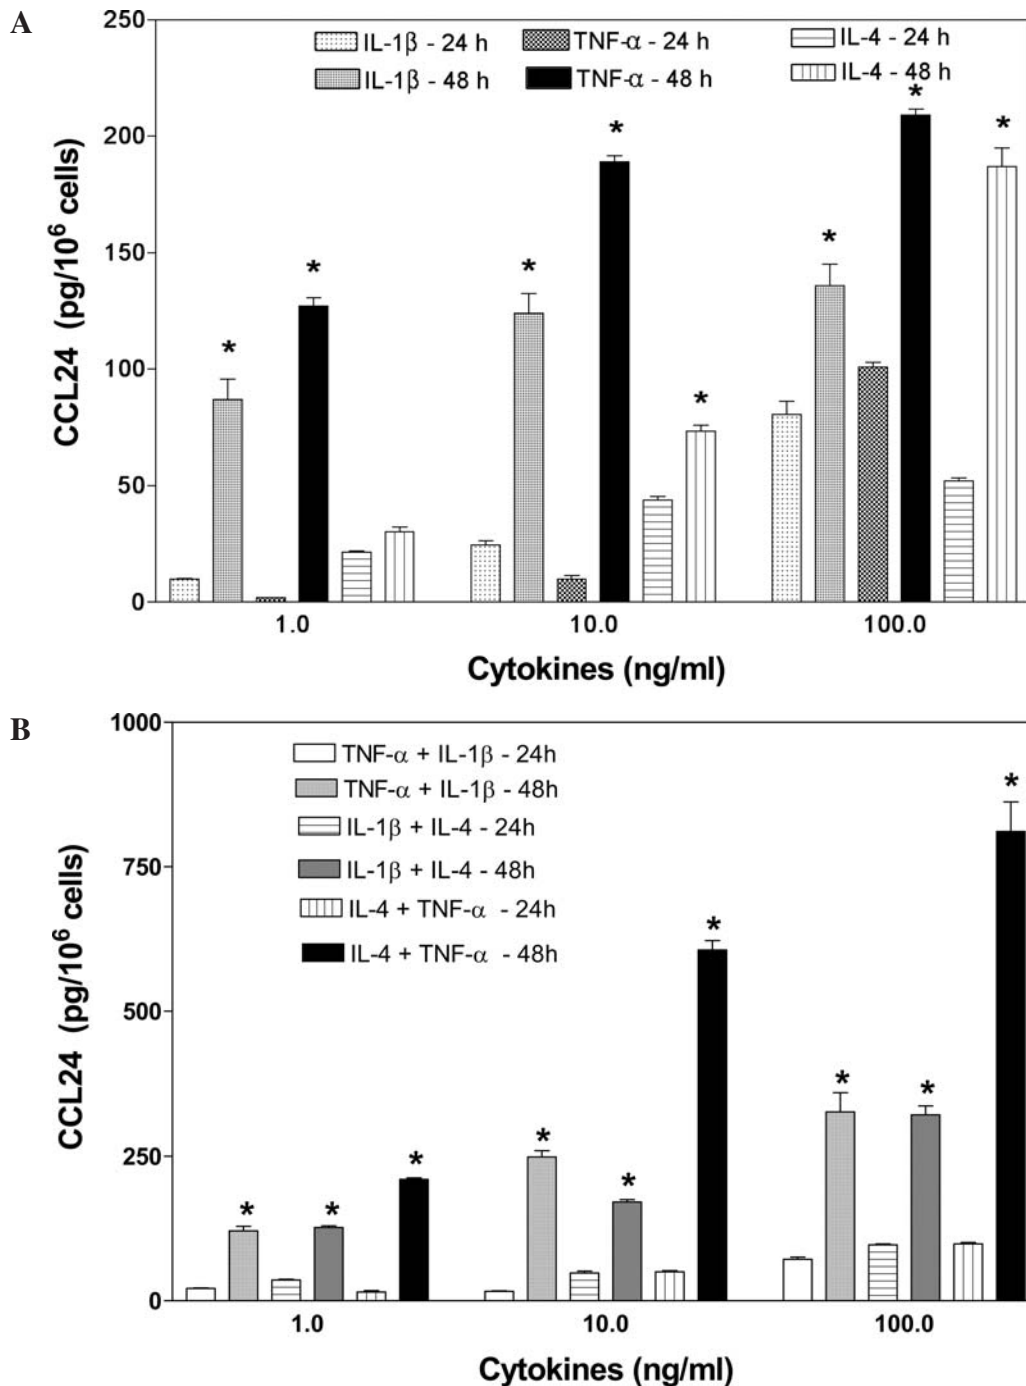 A
250
200
150
100
50
0
CCL24 (pg/10⁶ cells)
IL-1β - 24 h
TNF-α - 24 h
IL-4 - 24 h
IL-1β - 48 h
TNF-α - 48 h
IL-4 - 48 h
* * * * * * * *
1.0 10.0 100.0
Cytokines (ng/ml)
B
1000
750
500
250
0
CCL24 (pg/10⁶ cells)
TNF-α + IL-1β - 24h
TNF-α + IL-1β - 48h
IL-1β + IL-4 - 24h
IL-1β + IL-4 - 48h
IL-4 + TNF-α - 24h
IL-4 + TNF-α - 48h
* * * * * * * * *
1.0 10.0 100.0
Cytokines (ng/ml)